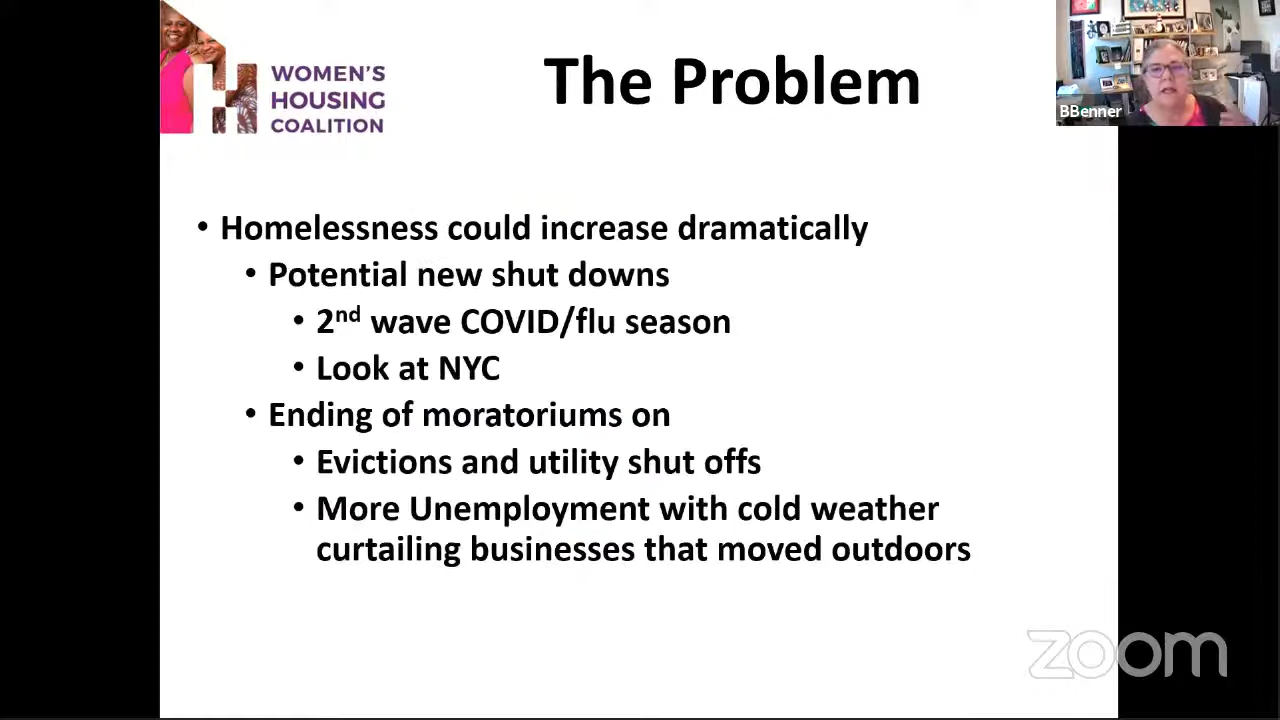 WOMEN'S
HOUSING
COALITION
The Problem
BBenner
• Homelessness could increase dramatically
• Potential new shut downs
• 2nd wave COVID/flu season
• Look at NYC
• Ending of moratoriums on
• Evictions and utility shut offs
• More Unemployment with cold weather
curtailing businesses that moved outdoors
zoom